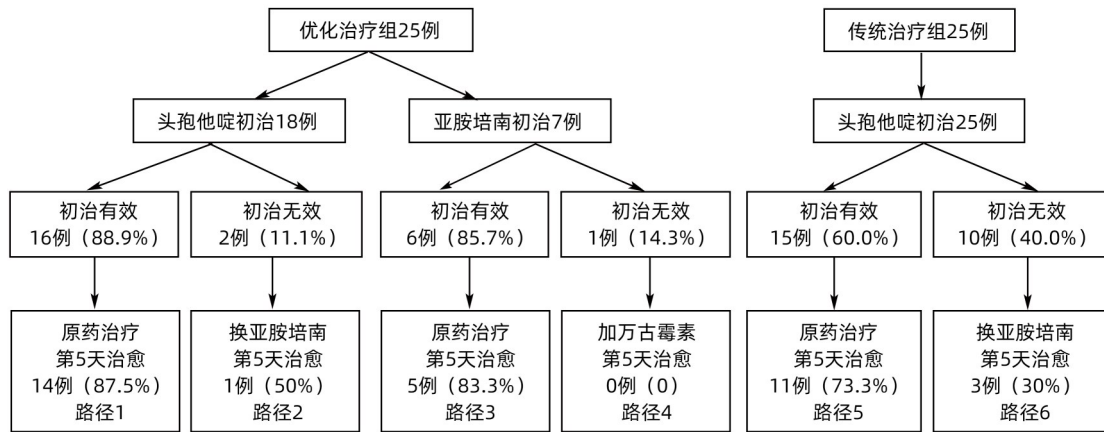 优化治疗组25例
传统治疗组25例
头孢他啶初治18例
亚胺培南初治7例
头孢他啶初治25例
初治有效
16例（88.9%）
初治无效
2例（11.1%）
初治有效
6例（85.7%）
初治无效
1例（14.3%）
初治有效
15例（60.0%）
初治无效
10例（40.0%）
原药治疗
第5天治愈
14例（87.5%）
路径1
换亚胺培南
第5天治愈
1例（50%）
路径2
原药治疗
第5天治愈
5例（83.3%）
路径3
加万古霉素
第5天治愈
0例（0）
路径4
原药治疗
第5天治愈
11例（73.3%）
路径5
换亚胺培南
第5天治愈
3例（30%）
路径6